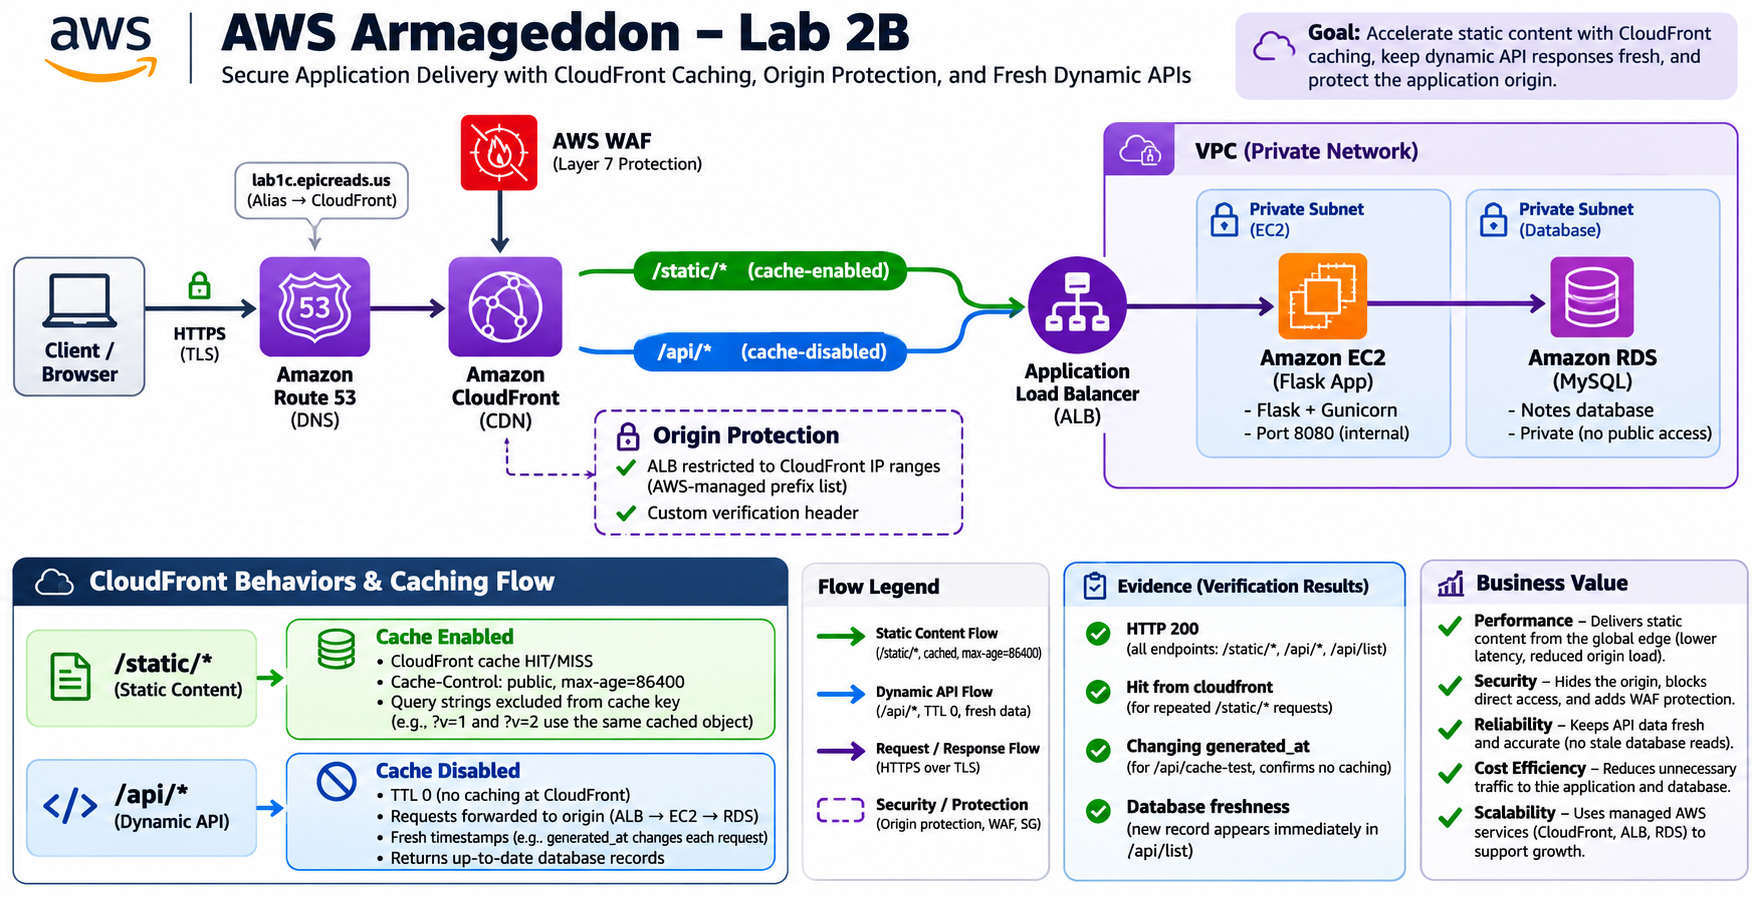 aws
AWS Armageddon – Lab 2B
Secure Application Delivery with CloudFront Caching, Origin Protection, and Fresh Dynamic APIs
Goal: Accelerate static content with CloudFront
caching, keep dynamic API responses fresh, and
protect the application origin.
AWS WAF
(Layer 7 Protection)
lab1c.epicreads.us
(Alias → CloudFront)
Client /
Browser
HTTPS
(TLS)
53
Amazon
Route 53
(DNS)
Amazon
CloudFront
(CDN)
/static/* (cache-enabled)
/api/* (cache-disabled)
Application
Load Balancer
(ALB)
VPC (Private Network)
Private Subnet
(EC2)
Amazon EC2
(Flask App)
- Flask + Gunicorn
- Port 8080 (internal)
Private Subnet
(Database)
Amazon RDS
(MySQL)
- Notes database
- Private (no public access)
Origin Protection
ALB restricted to CloudFront IP ranges
(AWS-managed prefix list)
Custom verification header
CloudFront Behaviors & Caching Flow
/static/*
(Static Content)
Cache Enabled
• CloudFront cache HIT/MISS
• Cache-Control: public, max-age=86400
• Query strings excluded from cache key
(e.g., ?v=1 and ?v=2 use the same cached object)
/api/*
(Dynamic API)
Cache Disabled
• TTL 0 (no caching at CloudFront)
• Requests forwarded to origin (ALB → EC2 → RDS)
• Fresh timestamps (e.g.. generated_at changes each request)
• Returns up-to-date database records
Flow Legend
Static Content Flow
(/static/*, cached, max-age=86400)
Dynamic API Flow
(/api/*, TTL 0, fresh data)
Request / Response Flow
(HTTPS over TLS)
Security / Protection
(Origin protection, WAF, SG)
Evidence (Verification Results)
HTTP 200
(all endpoints: /static/*, /api/*, /api/list)
Hit from cloudfront
(for repeated /static/* requests)
Changing generated_at
(for /api/cache-test, confirms no caching)
Database freshness
(new record appears immediately in
/api/list)
Business Value
Performance – Delivers static
content from the global edge (lower
latency, reduced origin load).
Security – Hides the origin, blocks
direct access, and adds WAF protection.
Reliability – Keeps API data fresh
and accurate (no stale database reads).
Cost Efficiency – Reduces unnecessary
traffic to thie application and database.
Scalability – Uses managed AWS
services (CloudFront, ALB, RDS) to
support growth.